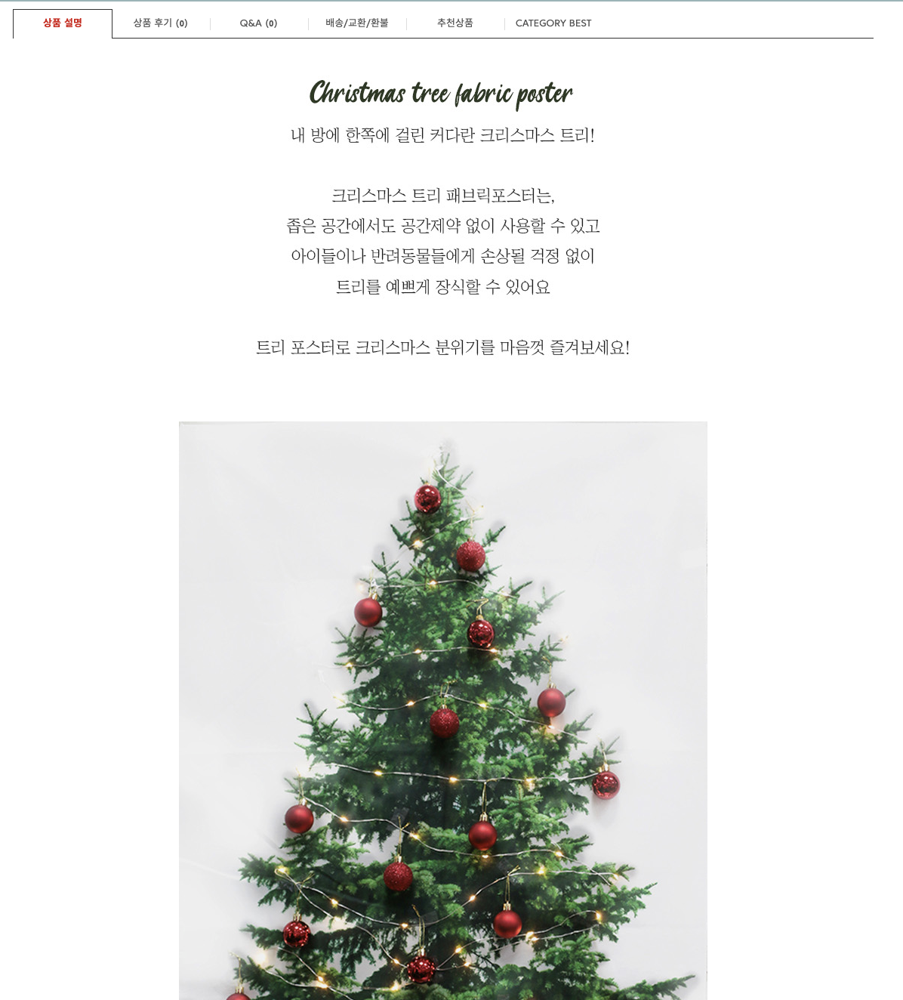 상품 설명
상품 후기 (0)
Q&A (0)
배송/교환/환불
추천상품
CATEGORY BEST
Christmas tree fabric poster
내 방에 한쪽에 걸린 커다란 크리스마스 트리!
크리스마스 트리 패브릭포스터는,
좁은 공간에서도 공간제약 없이 사용할 수 있고
아이들이나 반려동물들에게 손상될 걱정 없이
트리를 예쁘게 장식할 수 있어요
트리 포스터로 크리스마스 분위기를 마음껏 즐겨보세요!